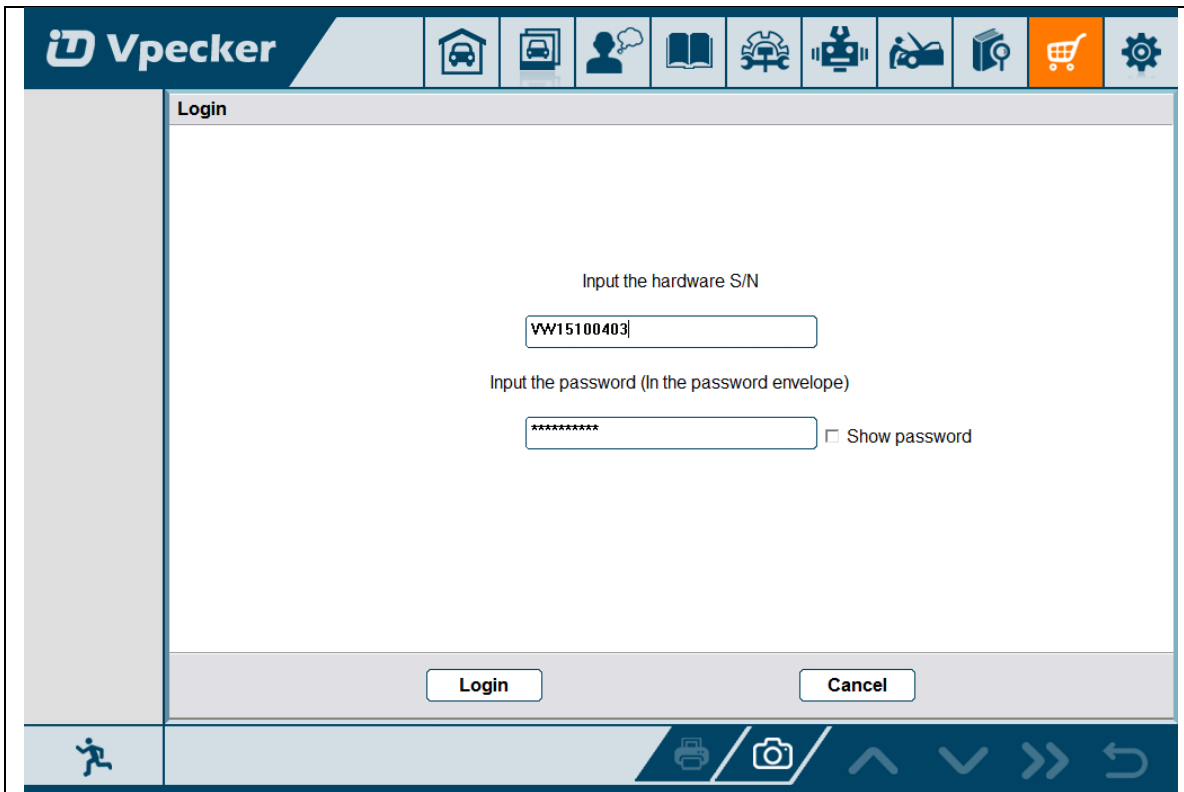 Vpecker
Login
Input the hardware S/N
VW15100403
Input the password (In the password envelope)
**********
Show password
Login
Cancel